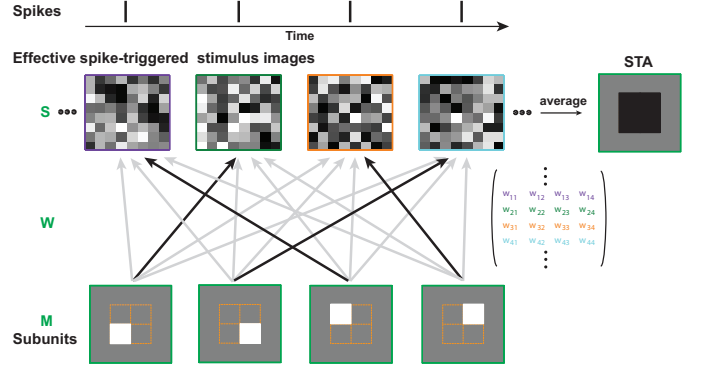 Spikes
Time
Effective spike-triggered stimulus images
STA
S
average
W
w11 w12 w13 w14
w21 w22 w23 w24
w31 w32 w33 w34
w41 w42 w43 w44
M
Subunits